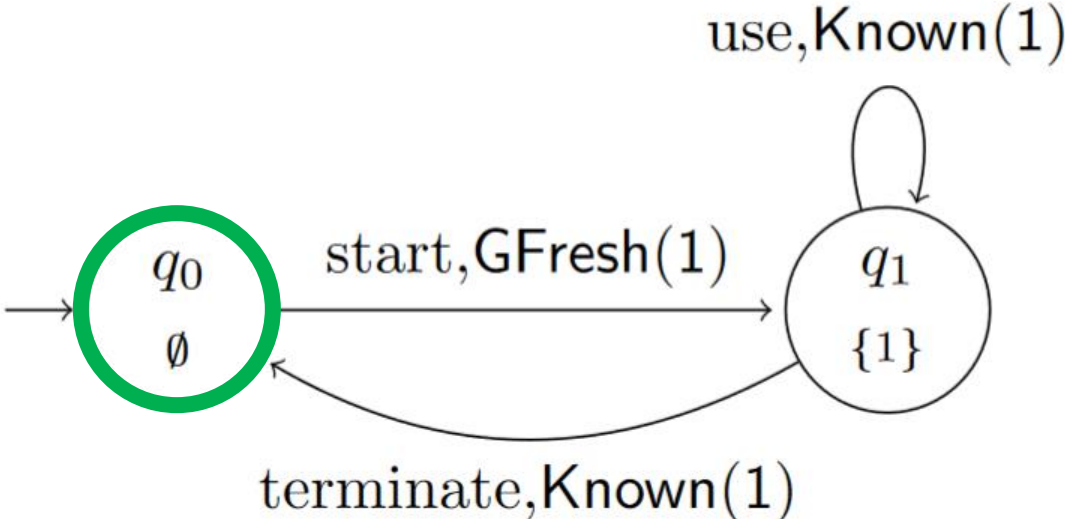 use,Known(1)
start,GFresh(1)
q₀
∅
q₁
{1}
terminate,Known(1)